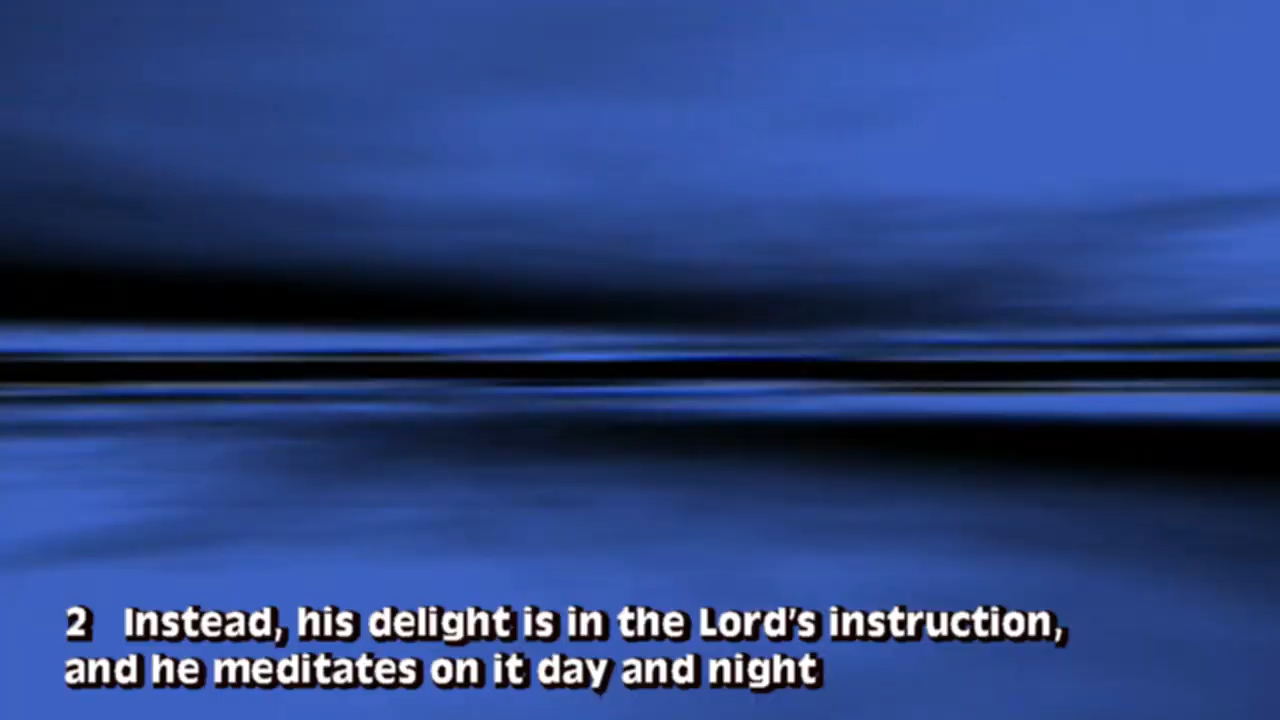 2 Instead, his delight is in the Lord's instruction,
and he meditates on it day and night